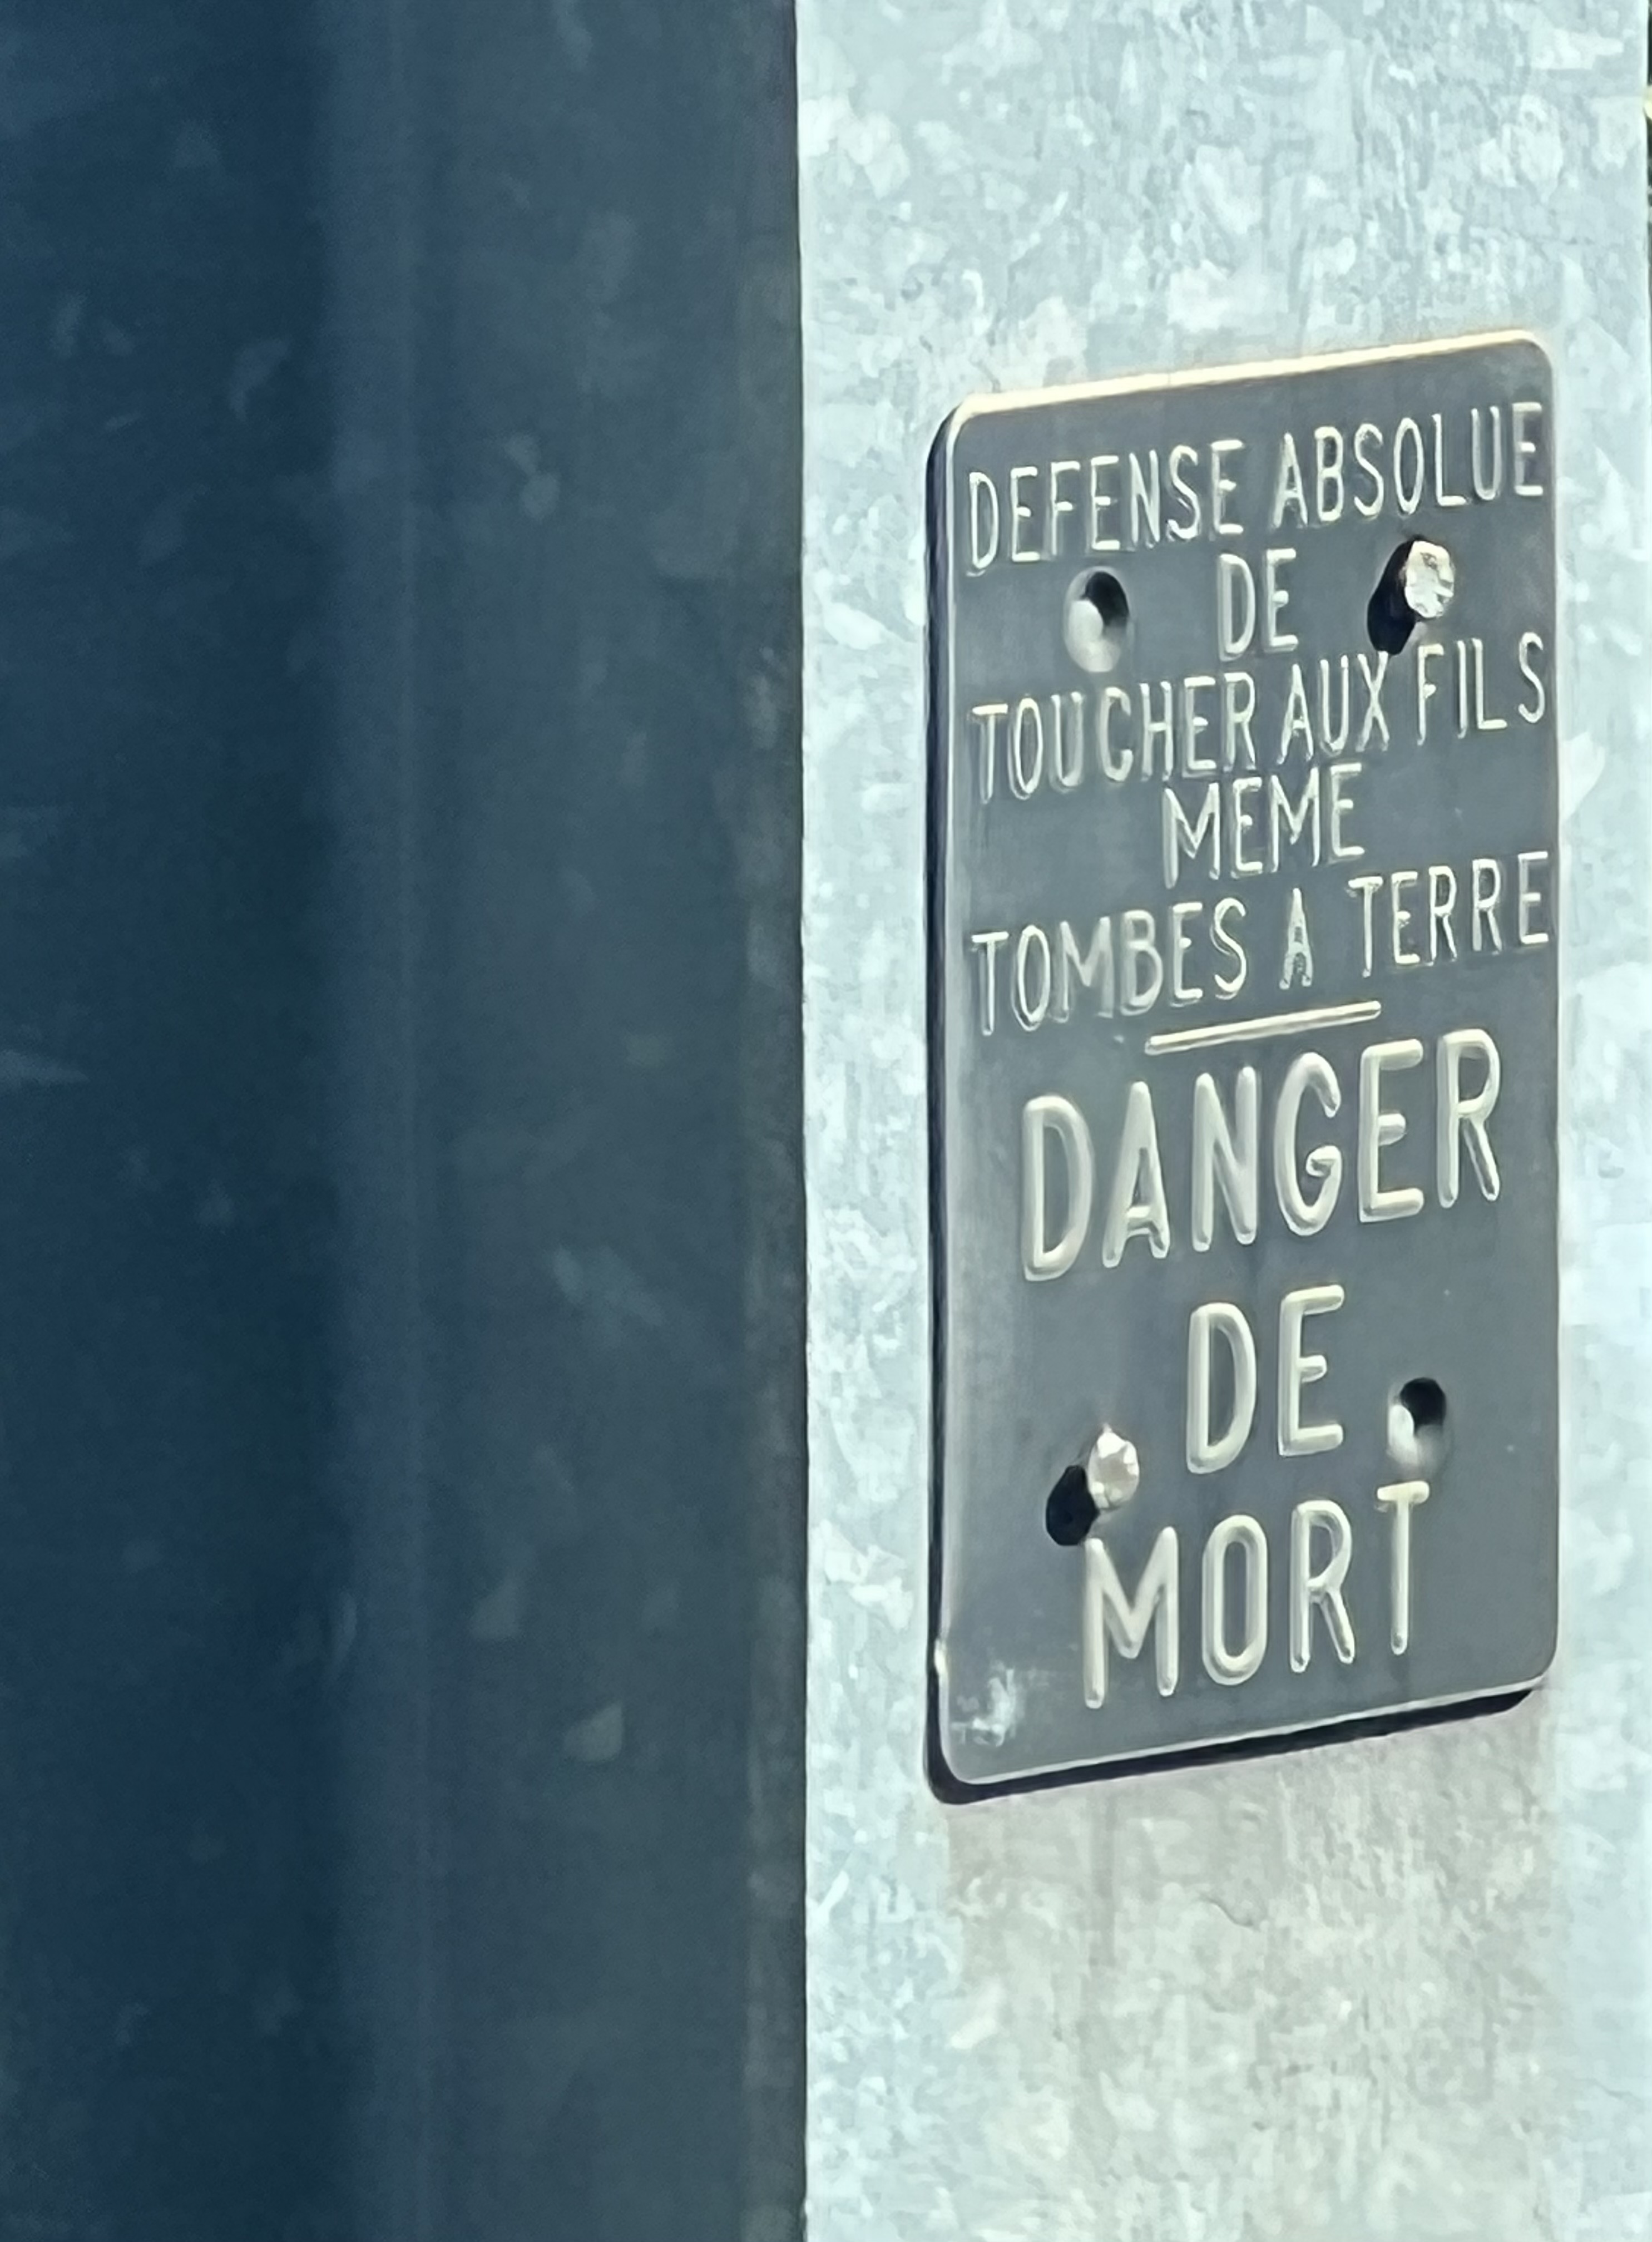 DEFENSE ABSOLUE
DE
TOUCHER AUX FILS
MEME
TOMBES A TERRE
DANGER
DE
MORT